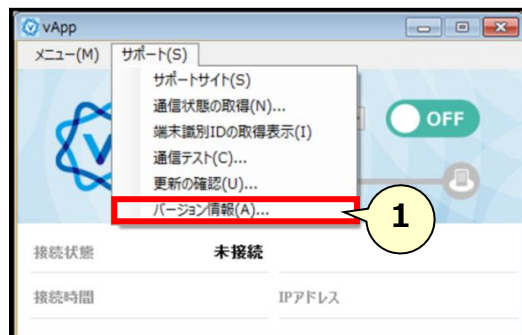 vApp
メニュー(M) サポート(S)
サポートサイト(S)
通信状態の取得(N)...
端末識別IDの取得表示(I)
通信テスト(C)...
更新の確認(U)...
バージョン情報(A)...
OFF
1
接続状態 未接続
接続時間 IPアドレス